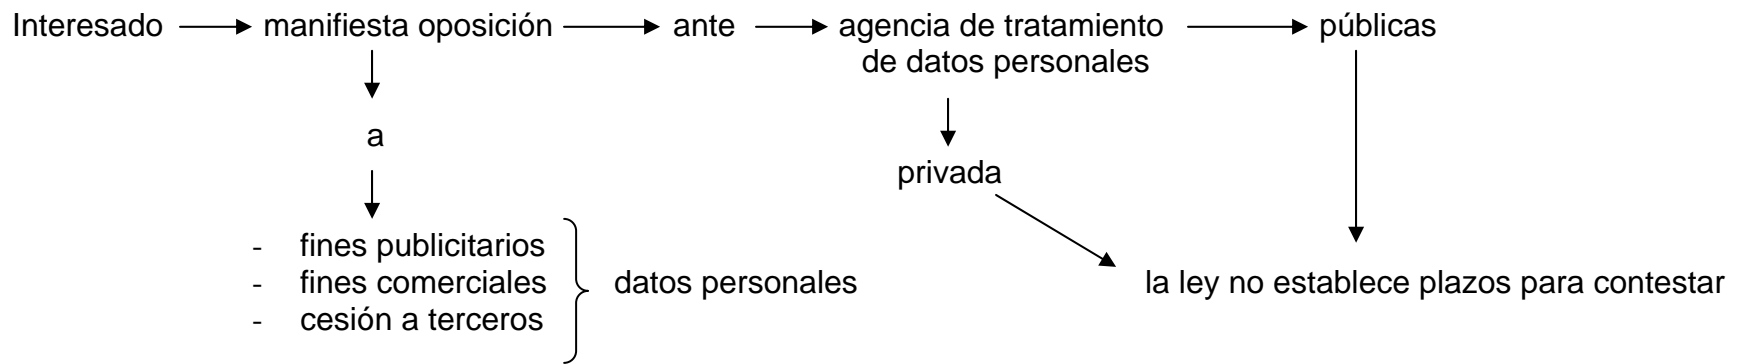 Interesado manifiesta oposición ante agencia de tratamiento públicas
de datos personales
a
privada
- fines publicitarios
- fines comerciales datos personales la ley no establece plazos para contestar
- cesión a terceros